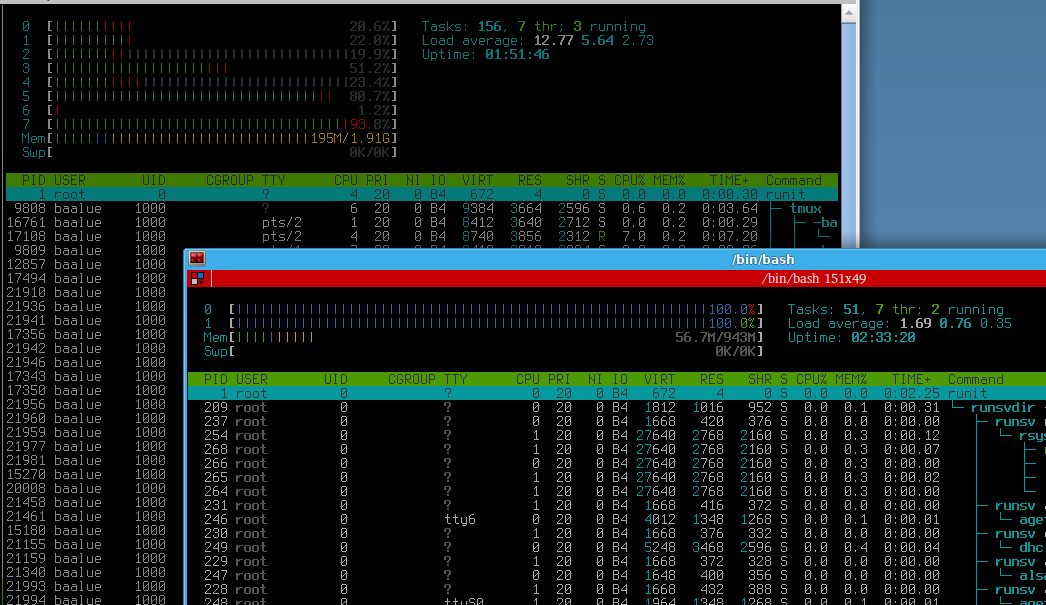 0 [ 20.6%] Tasks: 156, 7 thr; 3 running
1 [ 22.0%] Load average: 12.77 5.64 2.73
2 [ 19.9%] Uptime: 01:51:46
3 [ 51.2%]
4 [ 23.4%]
5 [ 80.7%]
6 [ 1.2%]
7 [ 93.8%]
Mem[ 195M/1.91G]
Swp[ 0K/0K]
PID USER UID CGROUP TTY CPU PRI NI IO VIRT RES SHR S CPU% MEM% TIME+ Command
1 root 0 ? 4 20 0 B4 672 4 0 S 0.0 0.0 0:00.30 runit
9808 baalue 1000 ? 6 20 0 B4 9384 3664 2596 S 0.6 0.2 0:03.64 tmux
16761 baalue 1000 pts/2 1 20 0 B4 8412 3640 2712 S 0.0 0.2 0:00.29 -ba
17108 baalue 1000 pts/2 4 20 0 B4 8740 3856 2312 R 7.0 0.2 0:07.20
9809 baalue 1000
12857 baalue 1000
17494 baalue 1000
21910 baalue 1000
21936 baalue 1000
21941 baalue 1000
17356 baalue 1000
21942 baalue 1000
21946 baalue 1000
17343 baalue 1000
17350 baalue 1000
21956 baalue 1000
21960 baalue 1000
21959 baalue 1000
21977 baalue 1000
21981 baalue 1000
15270 baalue 1000
20008 baalue 1000
21458 baalue 1000
21461 baalue 1000
15180 baalue 1000
21155 baalue 1000
21159 baalue 1000
21340 baalue 1000
21993 baalue 1000
21994 baalue 1000
/bin/bash
/bin/bash 151x49
0 [ 100.0%] Tasks: 51, 7 thr; 2 running
1 [ 100.0%] Load average: 1.69 0.76 0.35
Mem[ 56.7M/943M] Uptime: 02:33:20
Swp[ 0K/0K]
PID USER UID CGROUP TTY CPU PRI NI IO VIRT RES SHR S CPU% MEM% TIME+ Command
1 root 0 ? 0 20 0 B4 672 4 0 S 0.0 0.0 0:02.25 runit
209 root 0 ? 0 20 0 B4 1812 1016 952 S 0.0 0.1 0:00.31 runsvdir
237 root 0 ? 0 20 0 B4 1668 420 376 S 0.0 0.0 0:00.00 runsv
254 root 0 ? 1 20 0 B4 27640 2768 2160 S 0.0 0.3 0:00.12 rsy
268 root 0 ? 1 20 0 B4 27640 2768 2160 S 0.0 0.3 0:00.07
266 root 0 ? 0 20 0 B4 27640 2768 2160 S 0.0 0.3 0:00.00
265 root 0 ? 1 20 0 B4 27640 2768 2160 S 0.0 0.3 0:00.02
264 root 0 ? 1 20 0 B4 27640 2768 2160 S 0.0 0.3 0:00.00
231 root 0 ? 1 20 0 B4 1668 416 372 S 0.0 0.0 0:00.00 runsv
246 root 0 tty6 0 20 0 B4 4012 1348 1268 S 0.0 0.1 0:00.01 age
230 root 0 ? 1 20 0 B4 1668 376 332 S 0.0 0.0 0:00.00 runsv
249 root 0 ? 0 20 0 B4 5248 3468 2596 S 0.0 0.4 0:00.04 dhc
229 root 0 ? 1 20 0 B4 1668 372 328 S 0.0 0.0 0:00.00 runsv
247 root 0 ? 0 20 0 B4 1648 400 356 S 0.0 0.0 0:00.00 als
228 root 0 ? 1 20 0 B4 1668 432 388 S 0.0 0.0 0:00.00 runsv
248 root 0 ttyS0 1 20 0 B4 1964 1348 1268 S 0.0 0.1 0:00.01 age